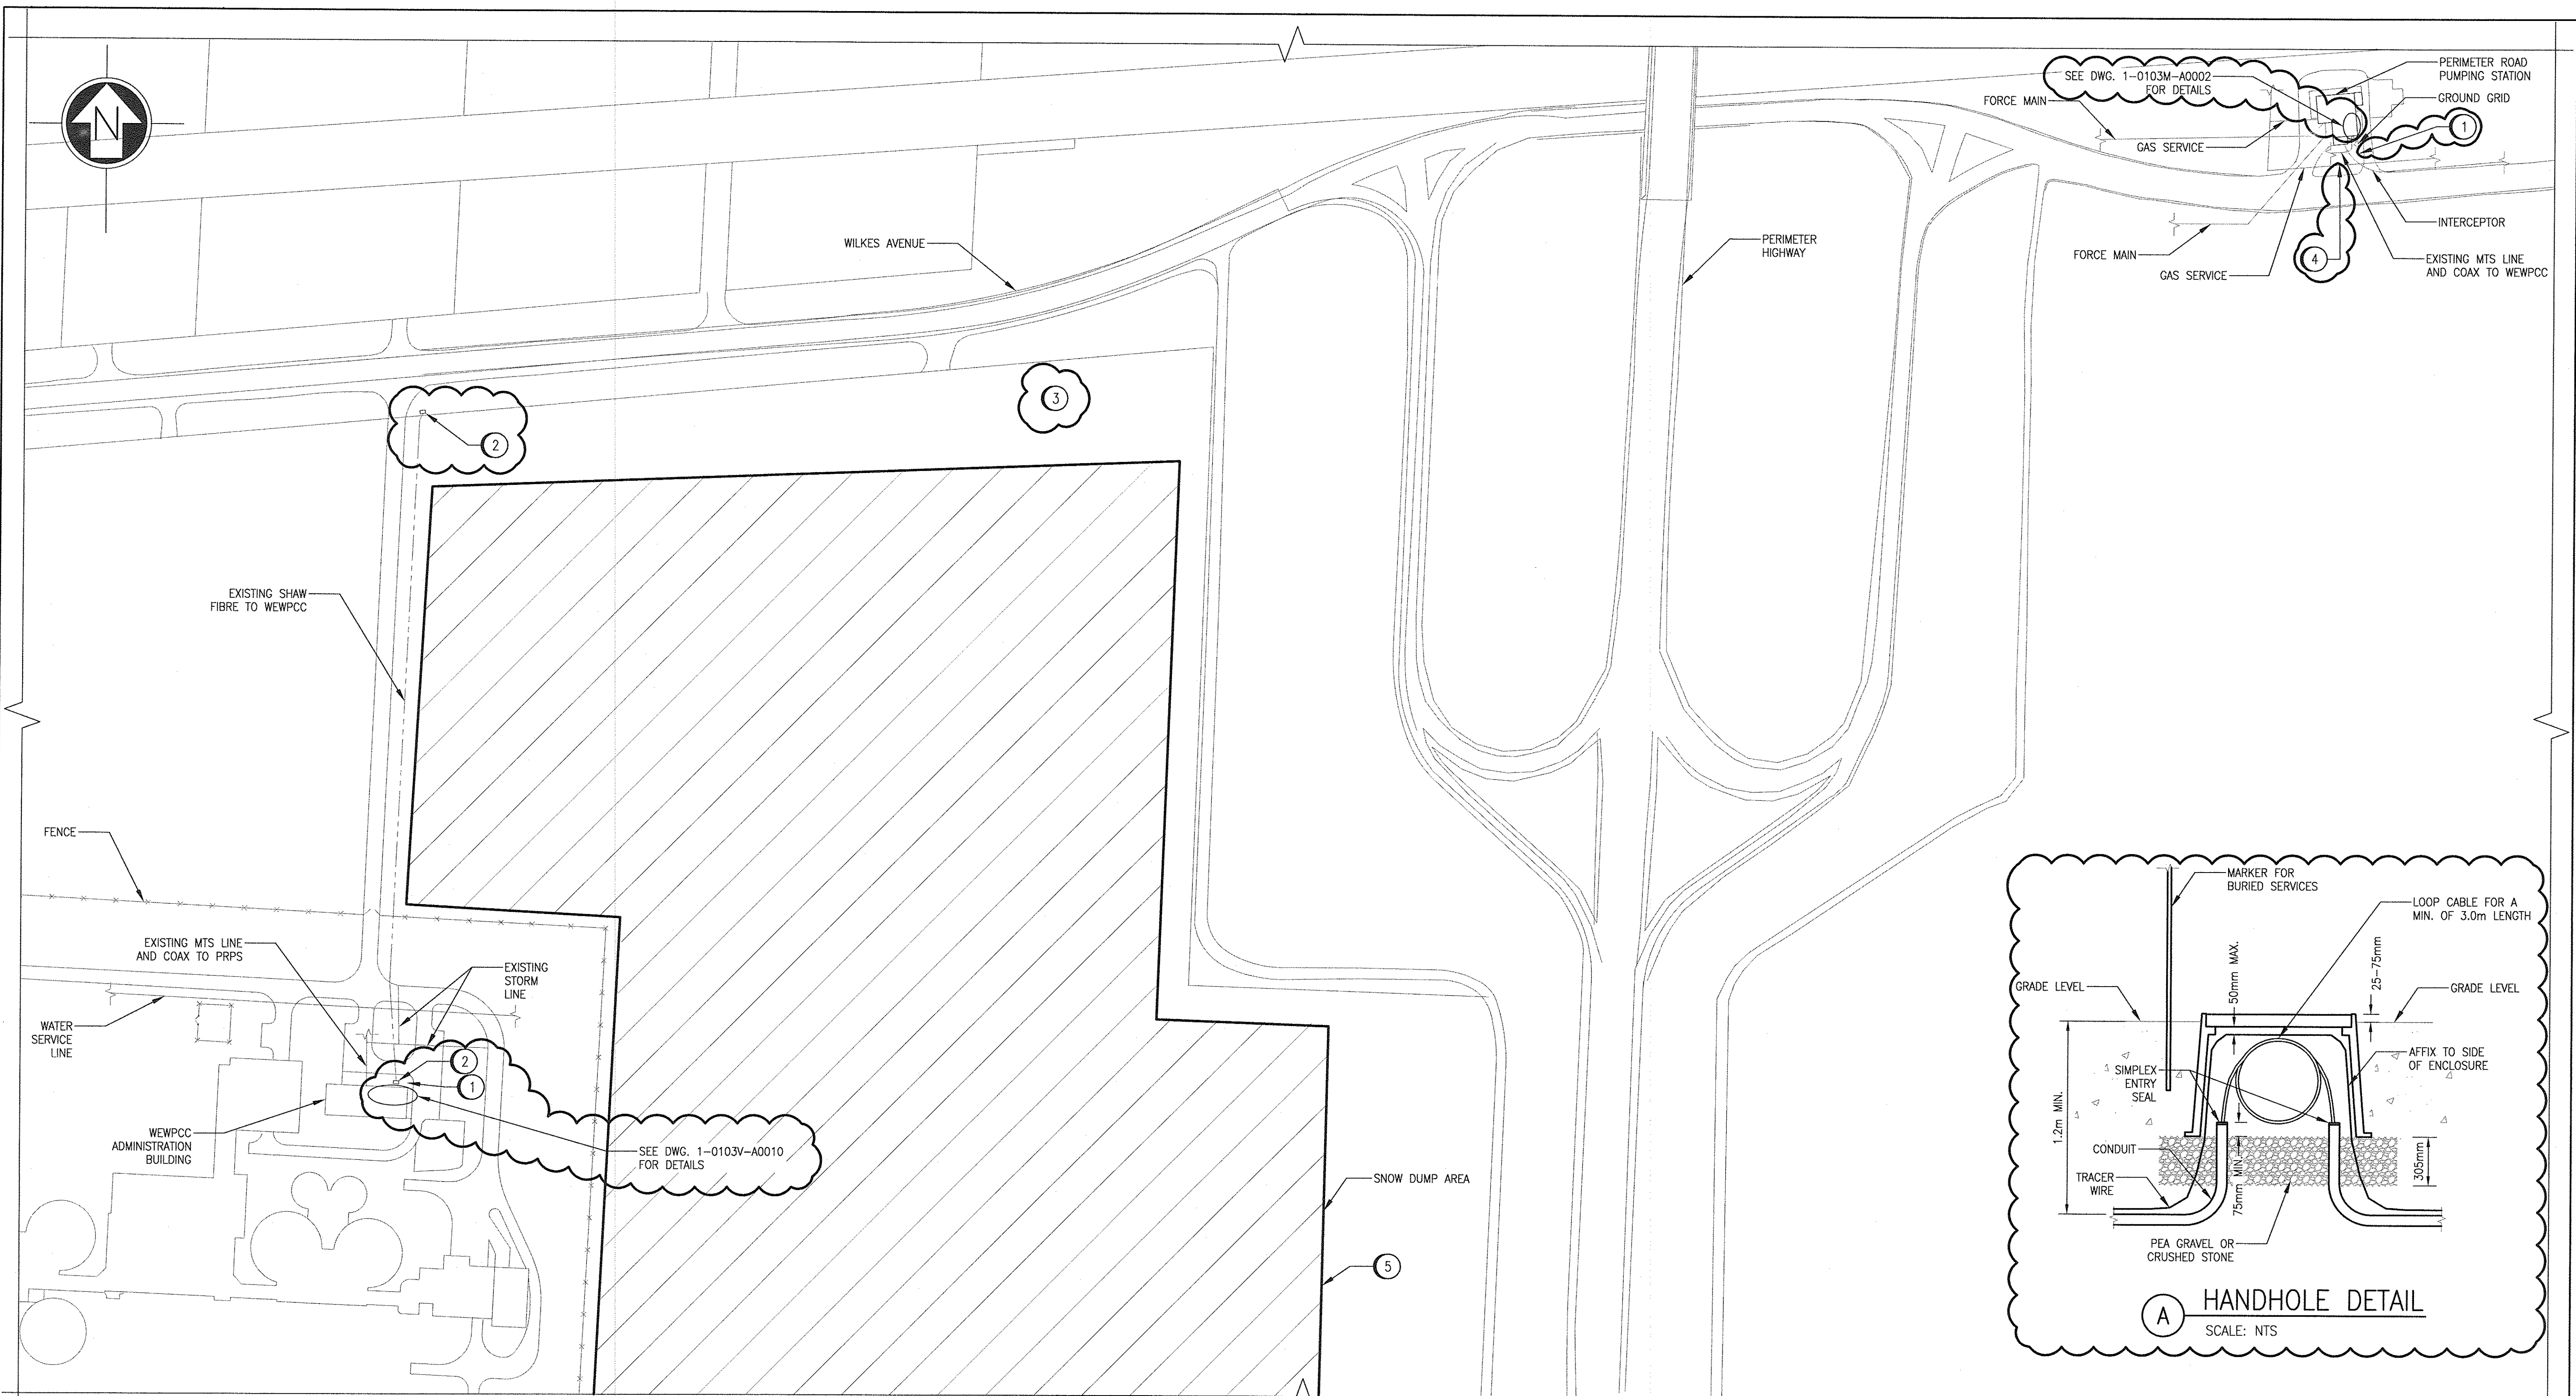 N
SEE DWG. 1-0103M-A0002
FOR DETAILS
PERIMETER ROAD
PUMPING STATION
FORCE MAIN
GROUND GRID
1
GAS SERVICE
WILKES AVENUE
PERIMETER
HIGHWAY
INTERCEPTOR
FORCE MAIN
4
GAS SERVICE
EXISTING MTS LINE
AND COAX TO WEWPCC
3
2
EXISTING SHAW
FIBRE TO WEWPCC
FENCE
EXISTING MTS LINE
AND COAX TO PRPS
EXISTING
STORM
LINE
WATER
SERVICE
LINE
2
1
WEWPCC
ADMINISTRATION
BUILDING
SEE DWG. 1-0103V-A0010
FOR DETAILS
SNOW DUMP AREA
5
MARKER FOR
BURIED SERVICES
LOOP CABLE FOR A
MIN. OF 3.0m LENGTH
50mm MAX.
25-75mm
GRADE LEVEL
GRADE LEVEL
AFFIX TO SIDE
OF ENCLOSURE
SIMPLEX
ENTRY
SEAL
1.2m MIN.
CONDUIT
75mm MIN.
305mm
TRACER
WIRE
PEA GRAVEL OR
CRUSHED STONE
A
HANDHOLE DETAIL
SCALE: NTS